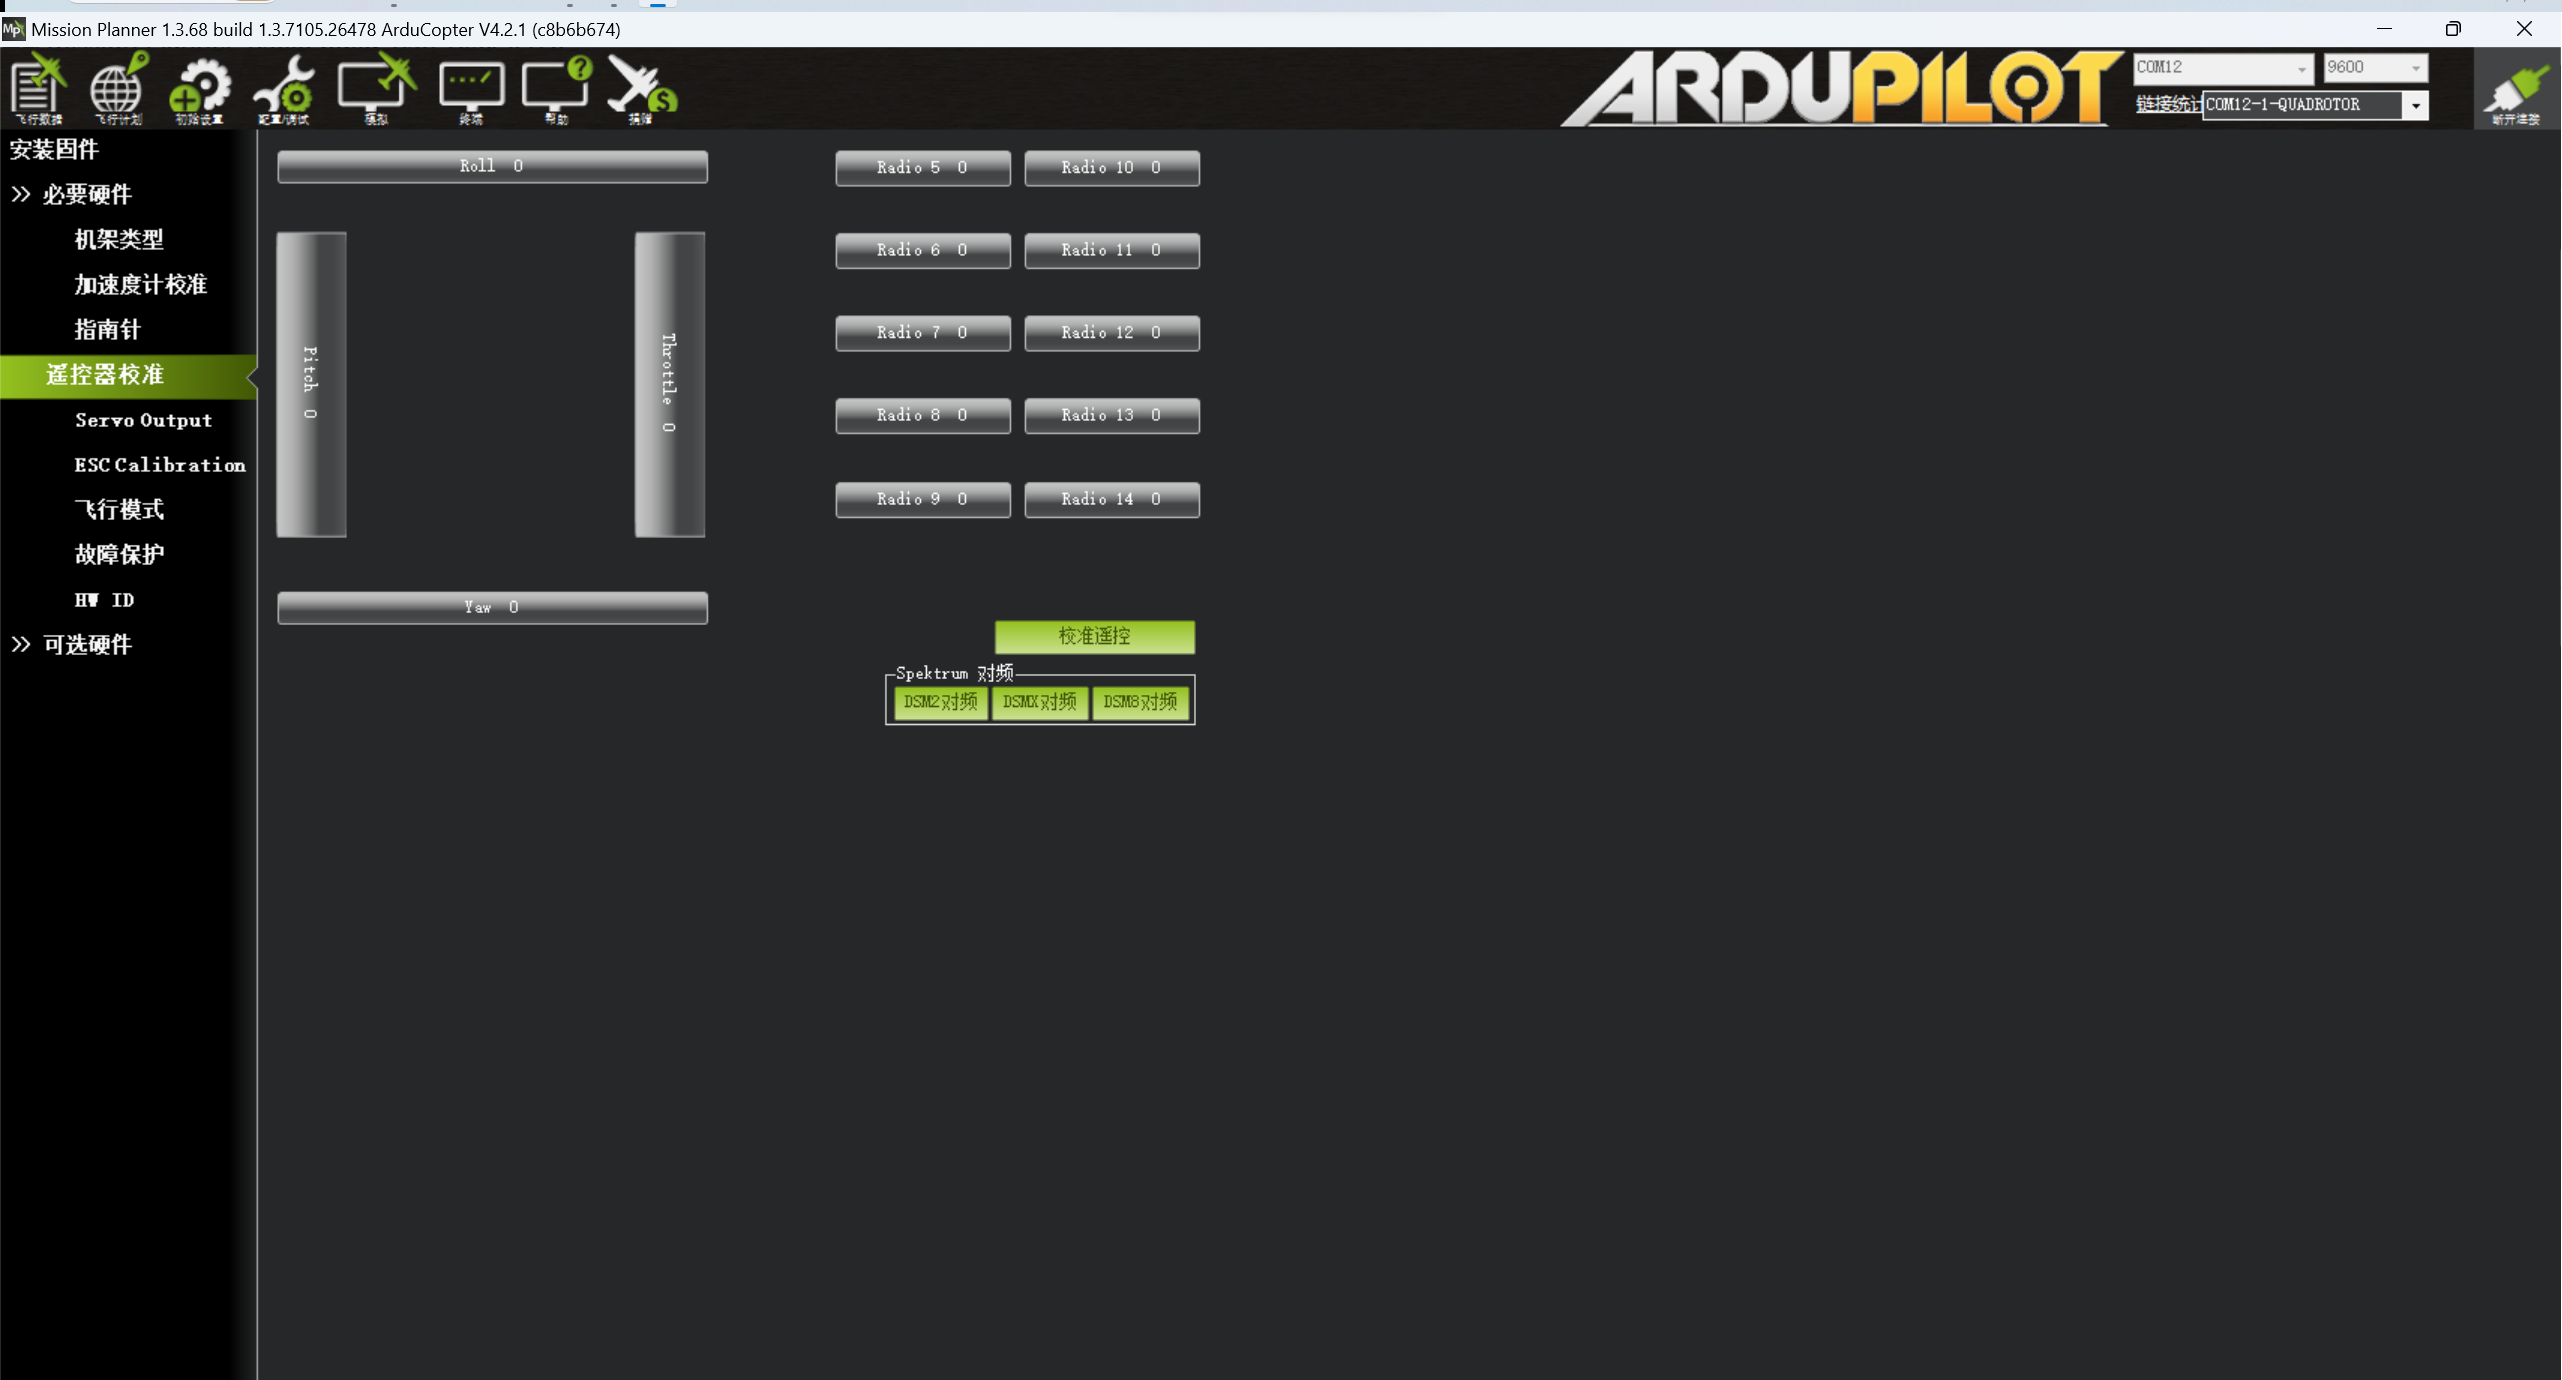 Mission Planner 1.3.68 build 1.3.7105.26478 ArduCopter V4.2.1 (c8b6b674)
飞行数据 飞行计划 初始设置 配置/调试 模拟 终端 帮助 捐赠
ARDUPILOT
COM12 9600
链接统计 COM12-1-QUADROTOR
断开连接
安装固件
>> 必要硬件
机架类型
加速度计校准
指南针
遥控器校准
Servo Output
ESC Calibration
飞行模式
故障保护
HW ID
>> 可选硬件
Roll 0
Pitch 0
Throttle 0
Yaw 0
Radio 5 0 Radio 10 0
Radio 6 0 Radio 11 0
Radio 7 0 Radio 12 0
Radio 8 0 Radio 13 0
Radio 9 0 Radio 14 0
校准遥控
Spektrum 对频
DSM2对频 DSMX对频 DSM8对频